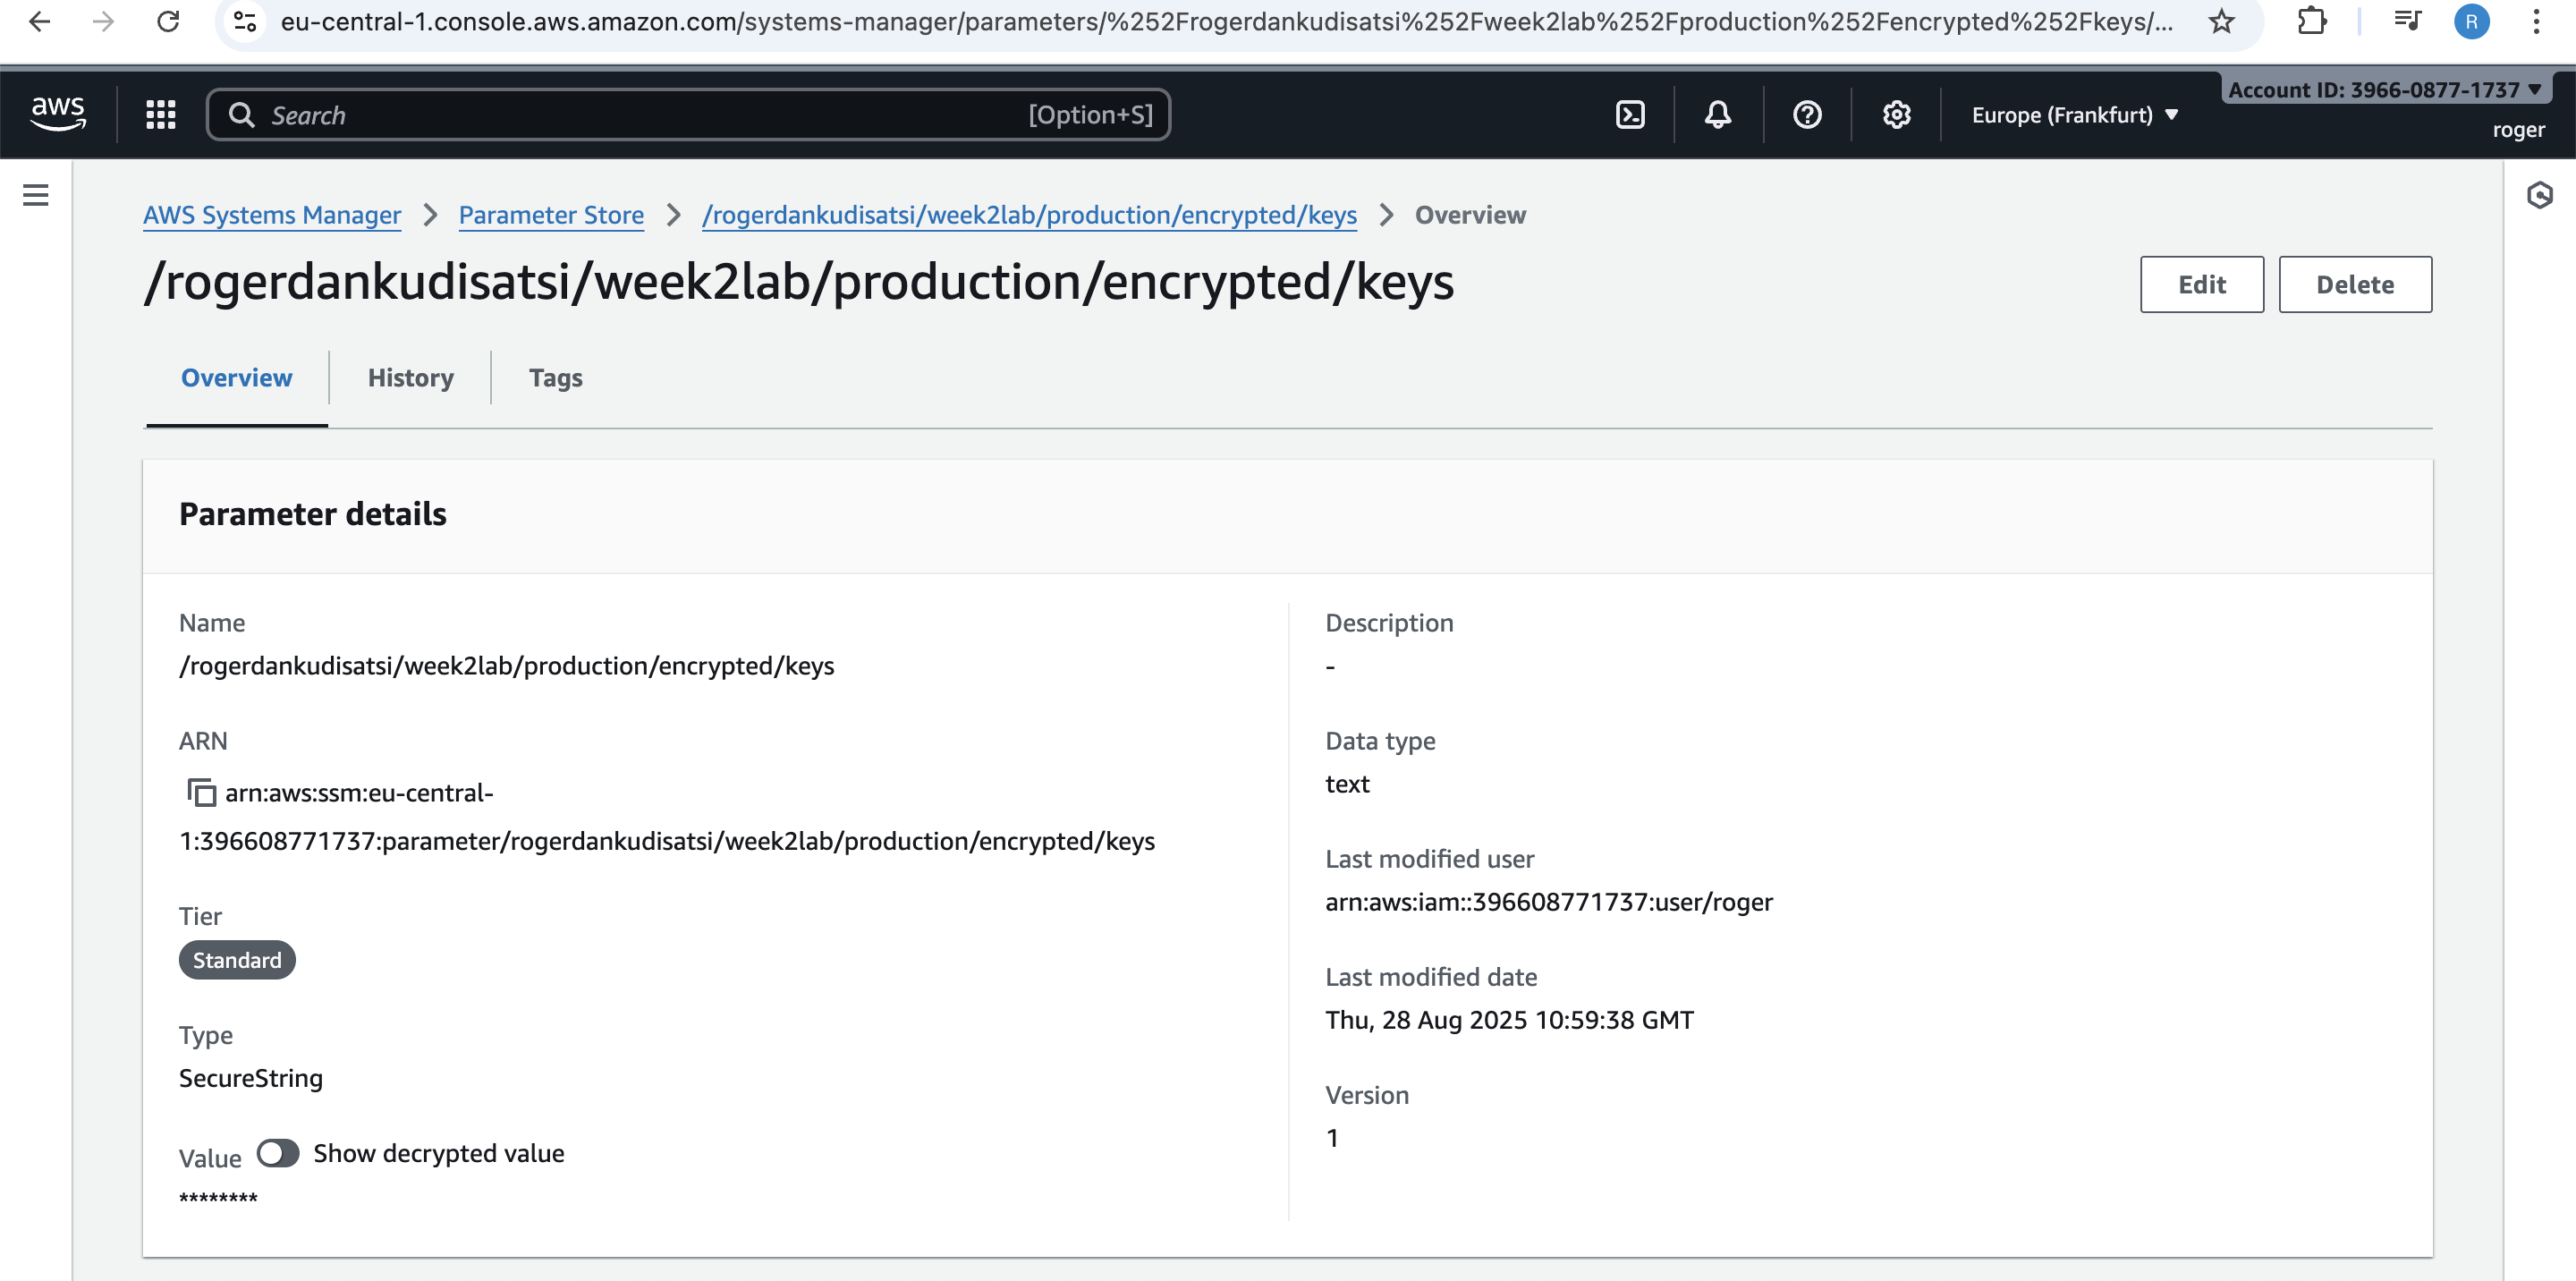 eu-central-1.console.aws.amazon.com/systems-manager/parameters/%252Frogerdankudisatsi%252Fweek2lab%252Fproduction%252Fencrypted%252Fkeys/...
R
aws
Search
[Option+S]
Europe (Frankfurt)
Account ID: 3966-0877-1737
roger
AWS Systems Manager > Parameter Store > /rogerdankudisatsi/week2lab/production/encrypted/keys > Overview
/rogerdankudisatsi/week2lab/production/encrypted/keys
Edit
Delete
Overview
History
Tags
Parameter details
Name
/rogerdankudisatsi/week2lab/production/encrypted/keys
ARN
arn:aws:ssm:eu-central-
1:396608771737:parameter/rogerdankudisatsi/week2lab/production/encrypted/keys
Tier
Standard
Type
SecureString
Value
Show decrypted value
********
Description
-
Data type
text
Last modified user
arn:aws:iam::396608771737:user/roger
Last modified date
Thu, 28 Aug 2025 10:59:38 GMT
Version
1